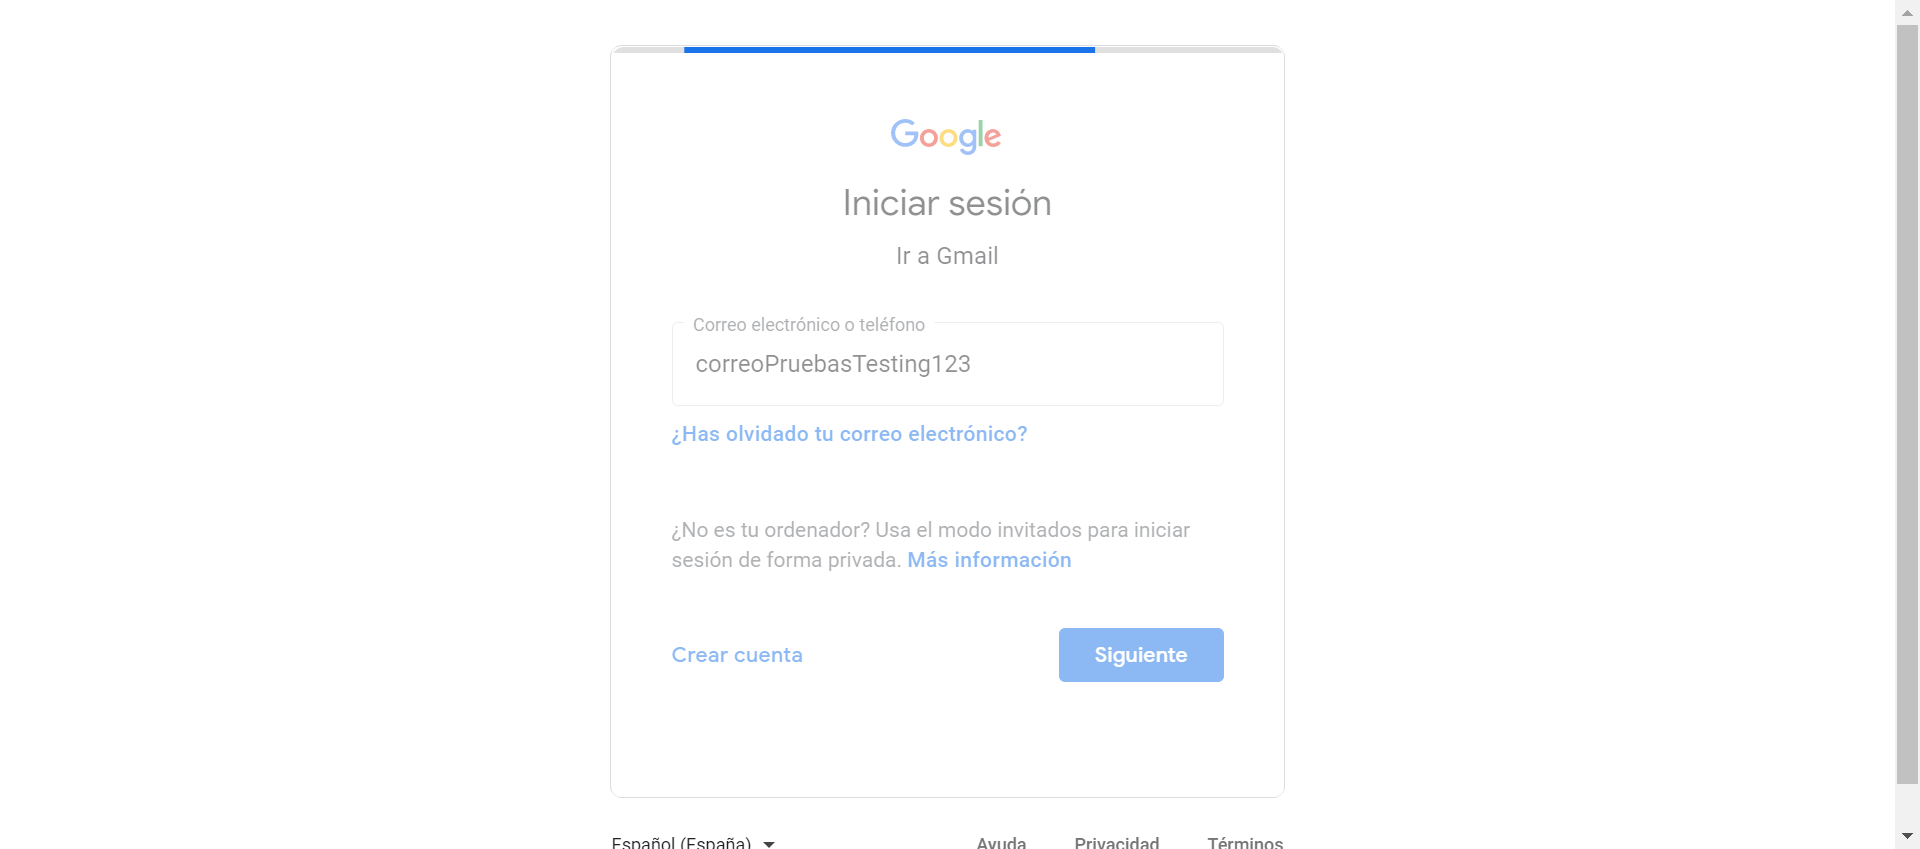 Google
Iniciar sesión
Ir a Gmail
Correo electrónico o teléfono
correoPruebasTesting123
¿Has olvidado tu correo electrónico?
¿No es tu ordenador? Usa el modo invitados para iniciar
sesión de forma privada. Más información
Crear cuenta
Siguiente
Español (España)
Ayuda
Privacidad
Términos